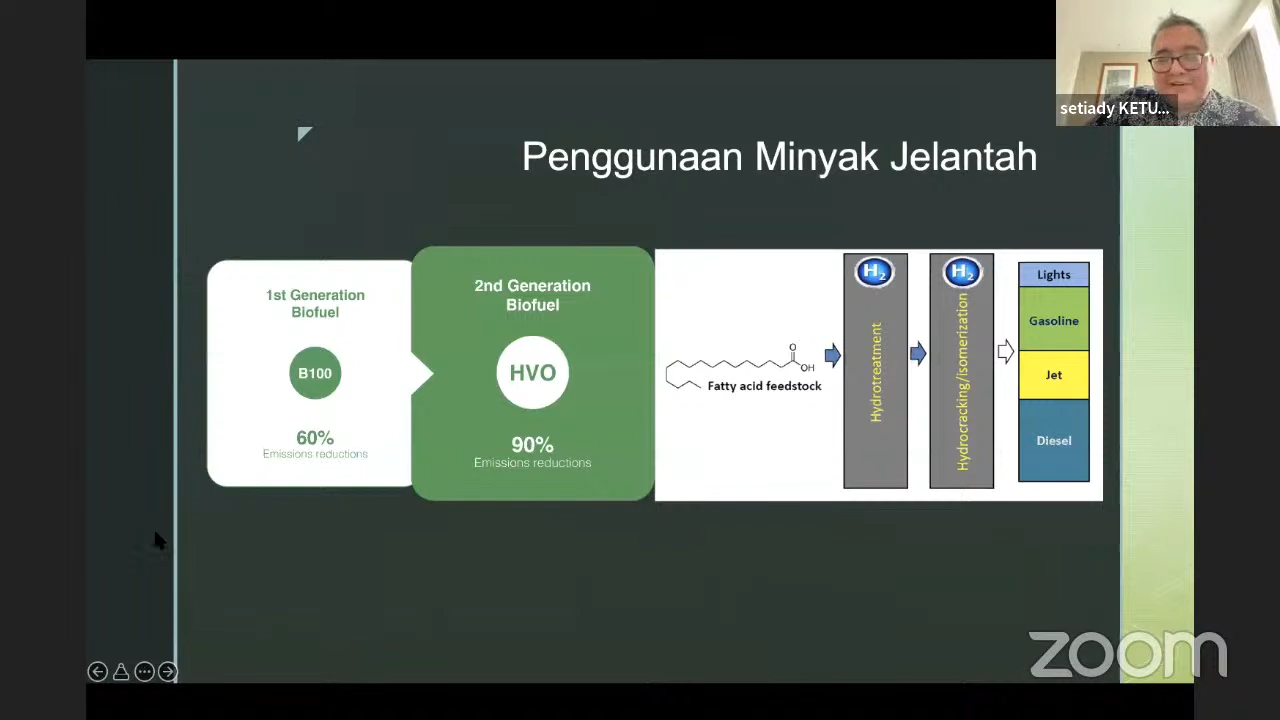 setiady KETU...
Penggunaan Minyak Jelantah
1st Generation
Biofuel
B100
60%
Emissions reductions
2nd Generation
Biofuel
HVO
90%
Emissions reductions
O
OH
Fatty acid feedstock
H2
Hydrotreatment
H2
Hydrocracking/isomerization
Lights
Gasoline
Jet
Diesel
zoom